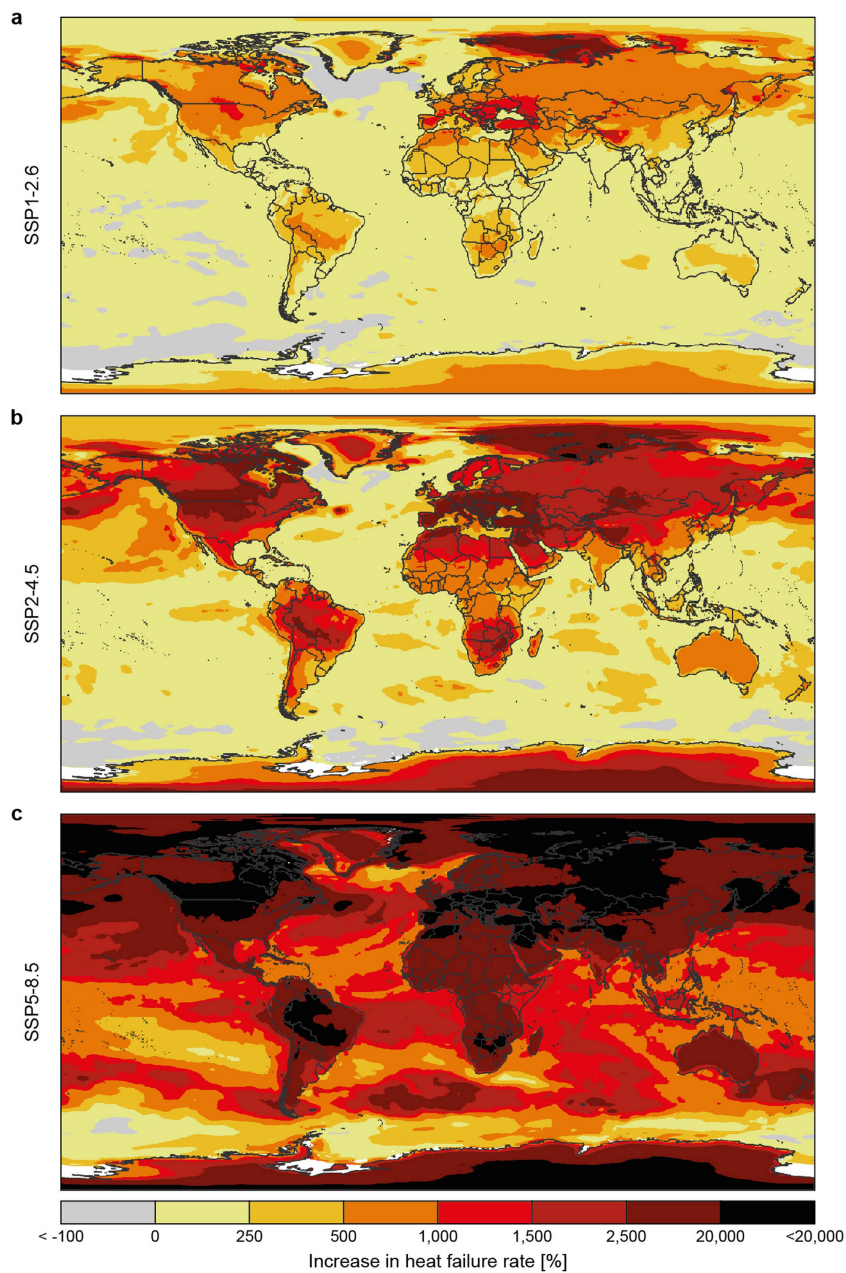 a
SSP1-2.6
b
SSP2-4.5
c
SSP5-8.5
< -100 0 250 500 1,000 1,500 2,500 20,000 <20,000
Increase in heat failure rate [%]